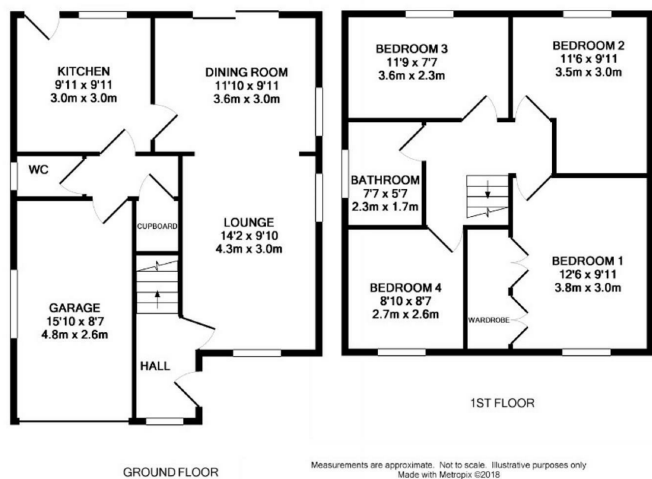 KITCHEN
9'11 x 9'11
3.0m x 3.0m
DINING ROOM
11'10 x 9'11
3.6m x 3.0m
WC
CUPBOARD
LOUNGE
14'2 x 9'10
4.3m x 3.0m
GARAGE
15'10 x 8'7
4.8m x 2.6m
HALL
GROUND FLOOR
BEDROOM 3
11'9 x 7'7
3.6m x 2.3m
BEDROOM 2
11'6 x 9'11
3.5m x 3.0m
BATHROOM
7'7 x 5'7
2.3m x 1.7m
BEDROOM 4
8'10 x 8'7
2.7m x 2.6m
WARDROBE
BEDROOM 1
12'6 x 9'11
3.8m x 3.0m
1ST FLOOR
Measurements are approximate. Not to scale. Illustrative purposes only
Made with Metropix ©2018